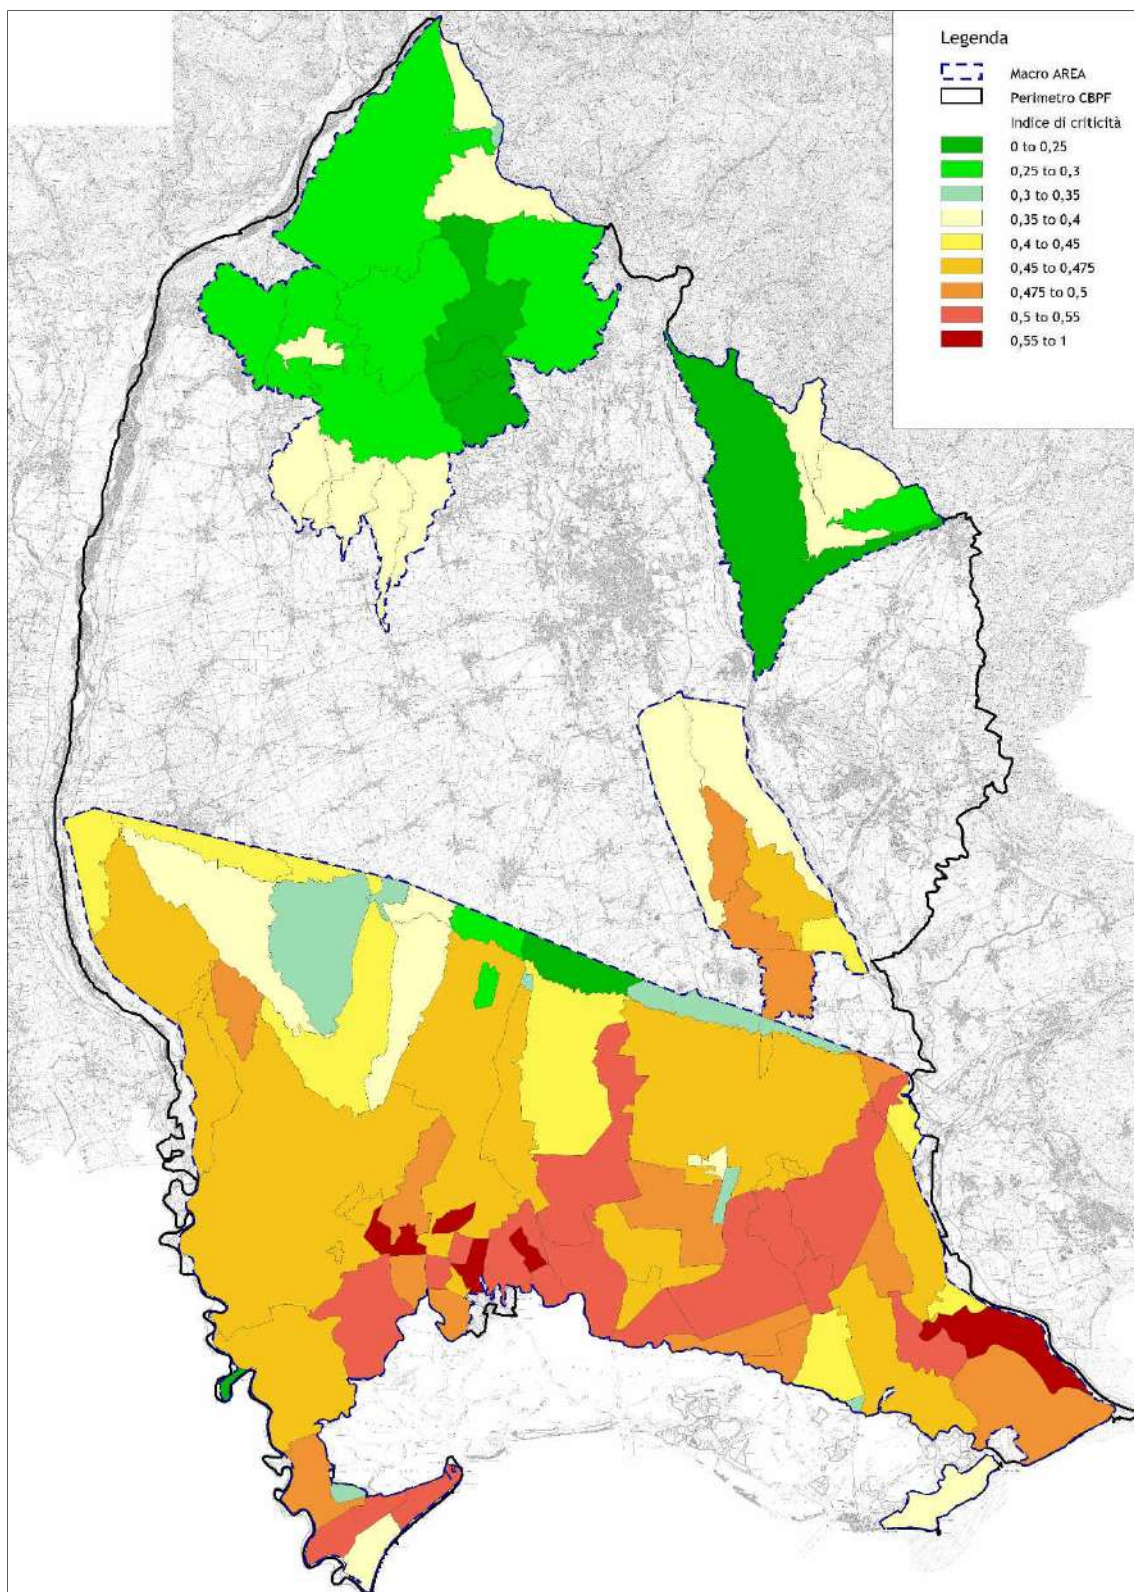 Legenda
Macro AREA
Perimetro CBPF
Indice di criticità
0 to 0,25
0,25 to 0,3
0,3 to 0,35
0,35 to 0,4
0,4 to 0,45
0,45 to 0,475
0,475 to 0,5
0,5 to 0,55
0,55 to 1